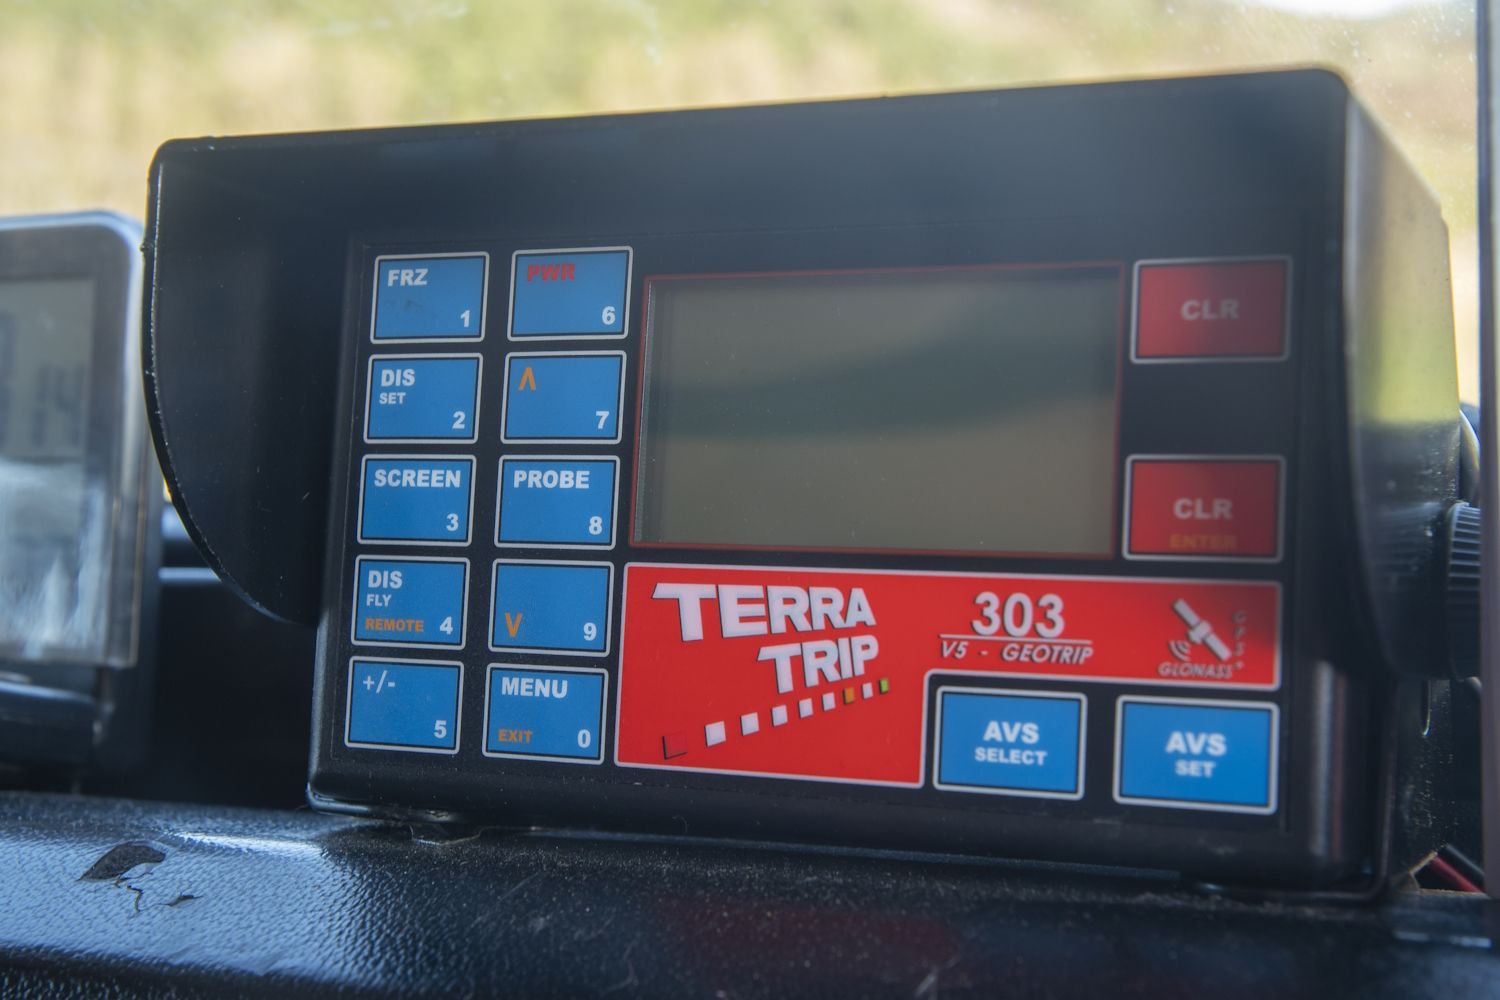 FRZ
1
PWR
6
DIS
SET
2
Λ
7
SCREEN
3
PROBE
8
DIS
FLY
REMOTE
4
V
9
+/-
5
MENU
EXIT
0
CLR
CLR
ENTER
TERRA
TRIP
303
V5 - GEOTRIP
GPS
GLONASS+
AVS
SELECT
AVS
SET